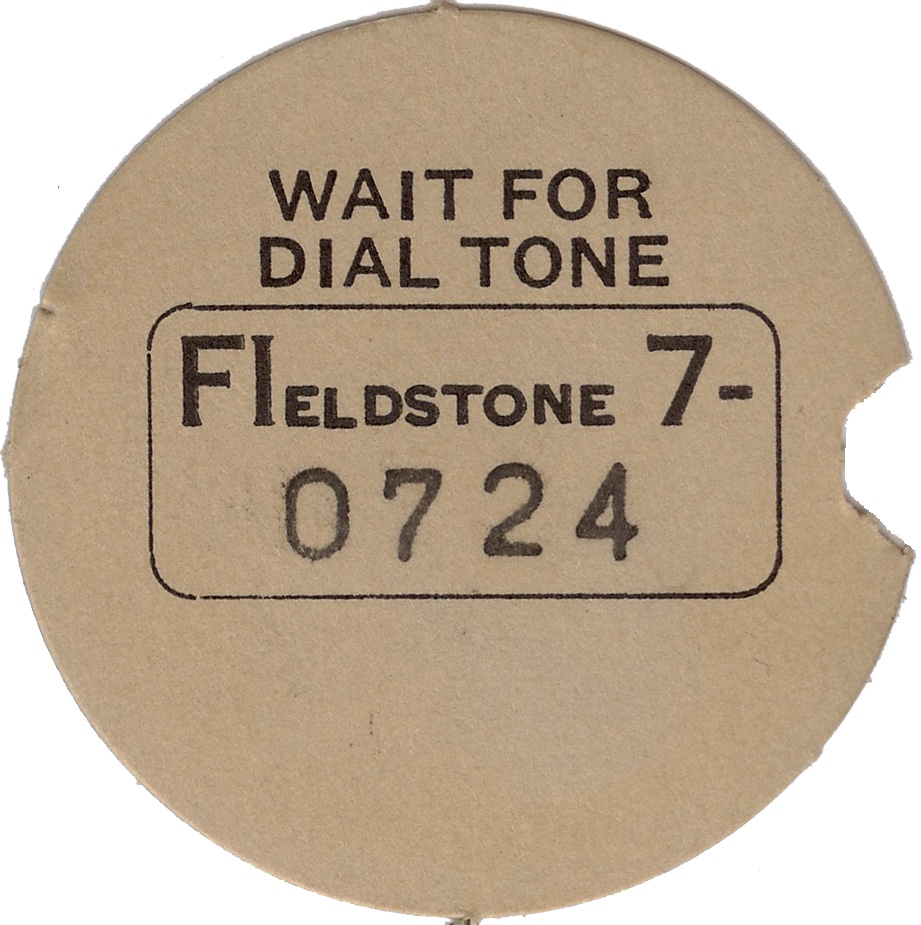 WAIT FOR
DIAL TONE
FIELDSTONE 7-
0724